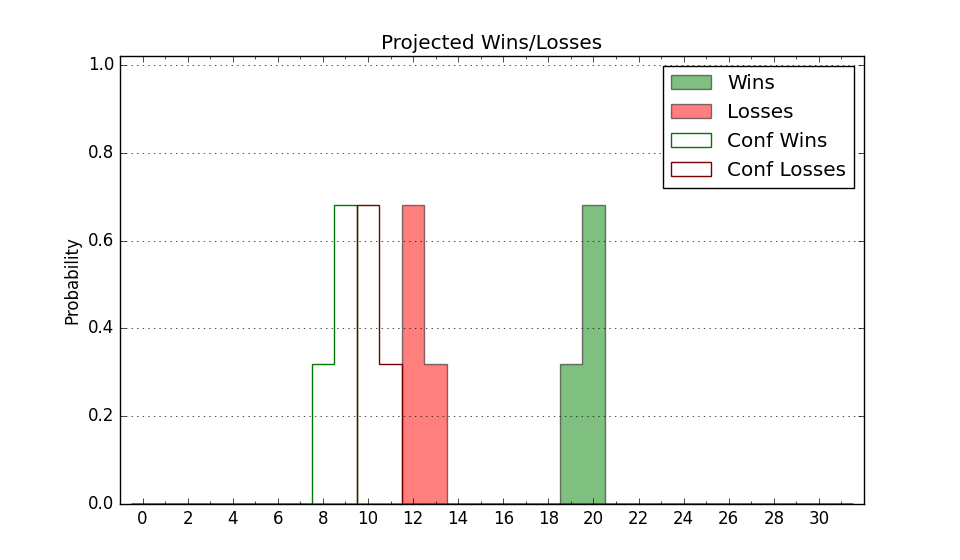 Projected Wins/Losses
1.0
0.8
0.6
0.4
0.2
0.0
Probability
Wins
Losses
Conf Wins
Conf Losses
0 2 4 6 8 10 12 14 16 18 20 22 24 26 28 30